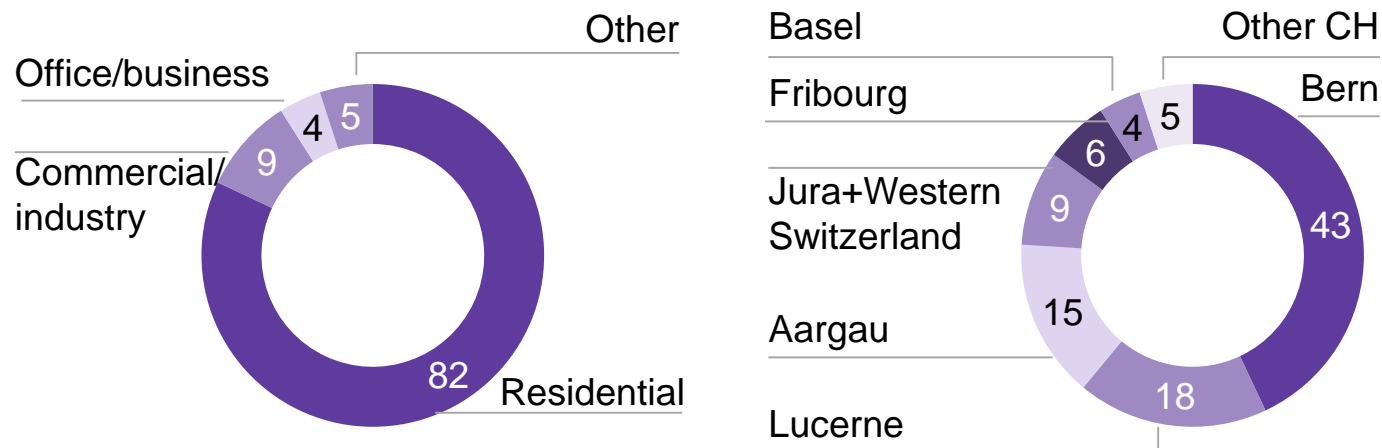 Other
Office/business
4
5
9
Commercial/
industry
82
Residential
Basel
Other CH
Fribourg
Bern
4
5
6
Jura+Western
Switzerland
9
43
15
Aargau
18
Lucerne